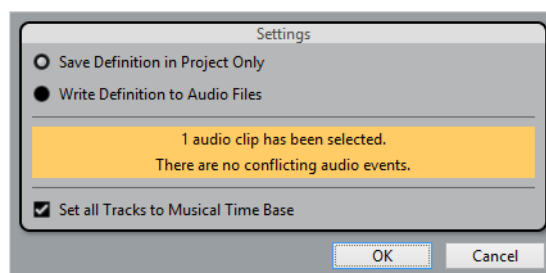 Settings
Save Definition in Project Only
Write Definition to Audio Files
1 audio clip has been selected.
There are no conflicting audio events.
Set all Tracks to Musical Time Base
OK
Cancel